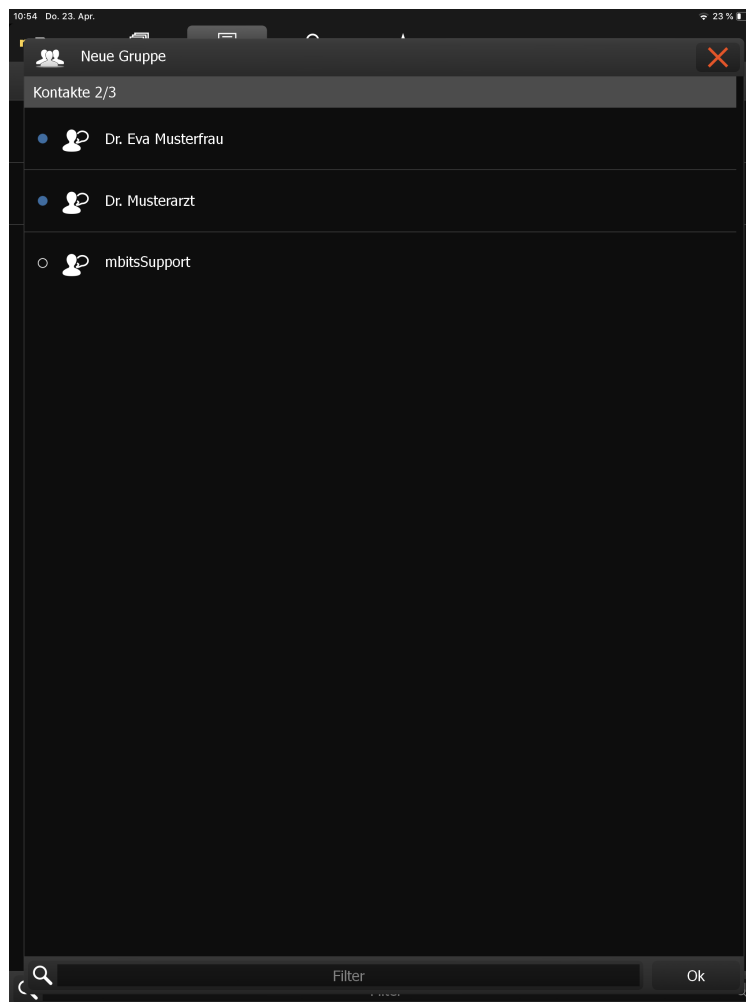 10:54 Do. 23. Apr. 23 %
Neue Gruppe
Kontakte 2/3
Dr. Eva Musterfrau
Dr. Musterarzt
mbitsSupport
Filter Ok